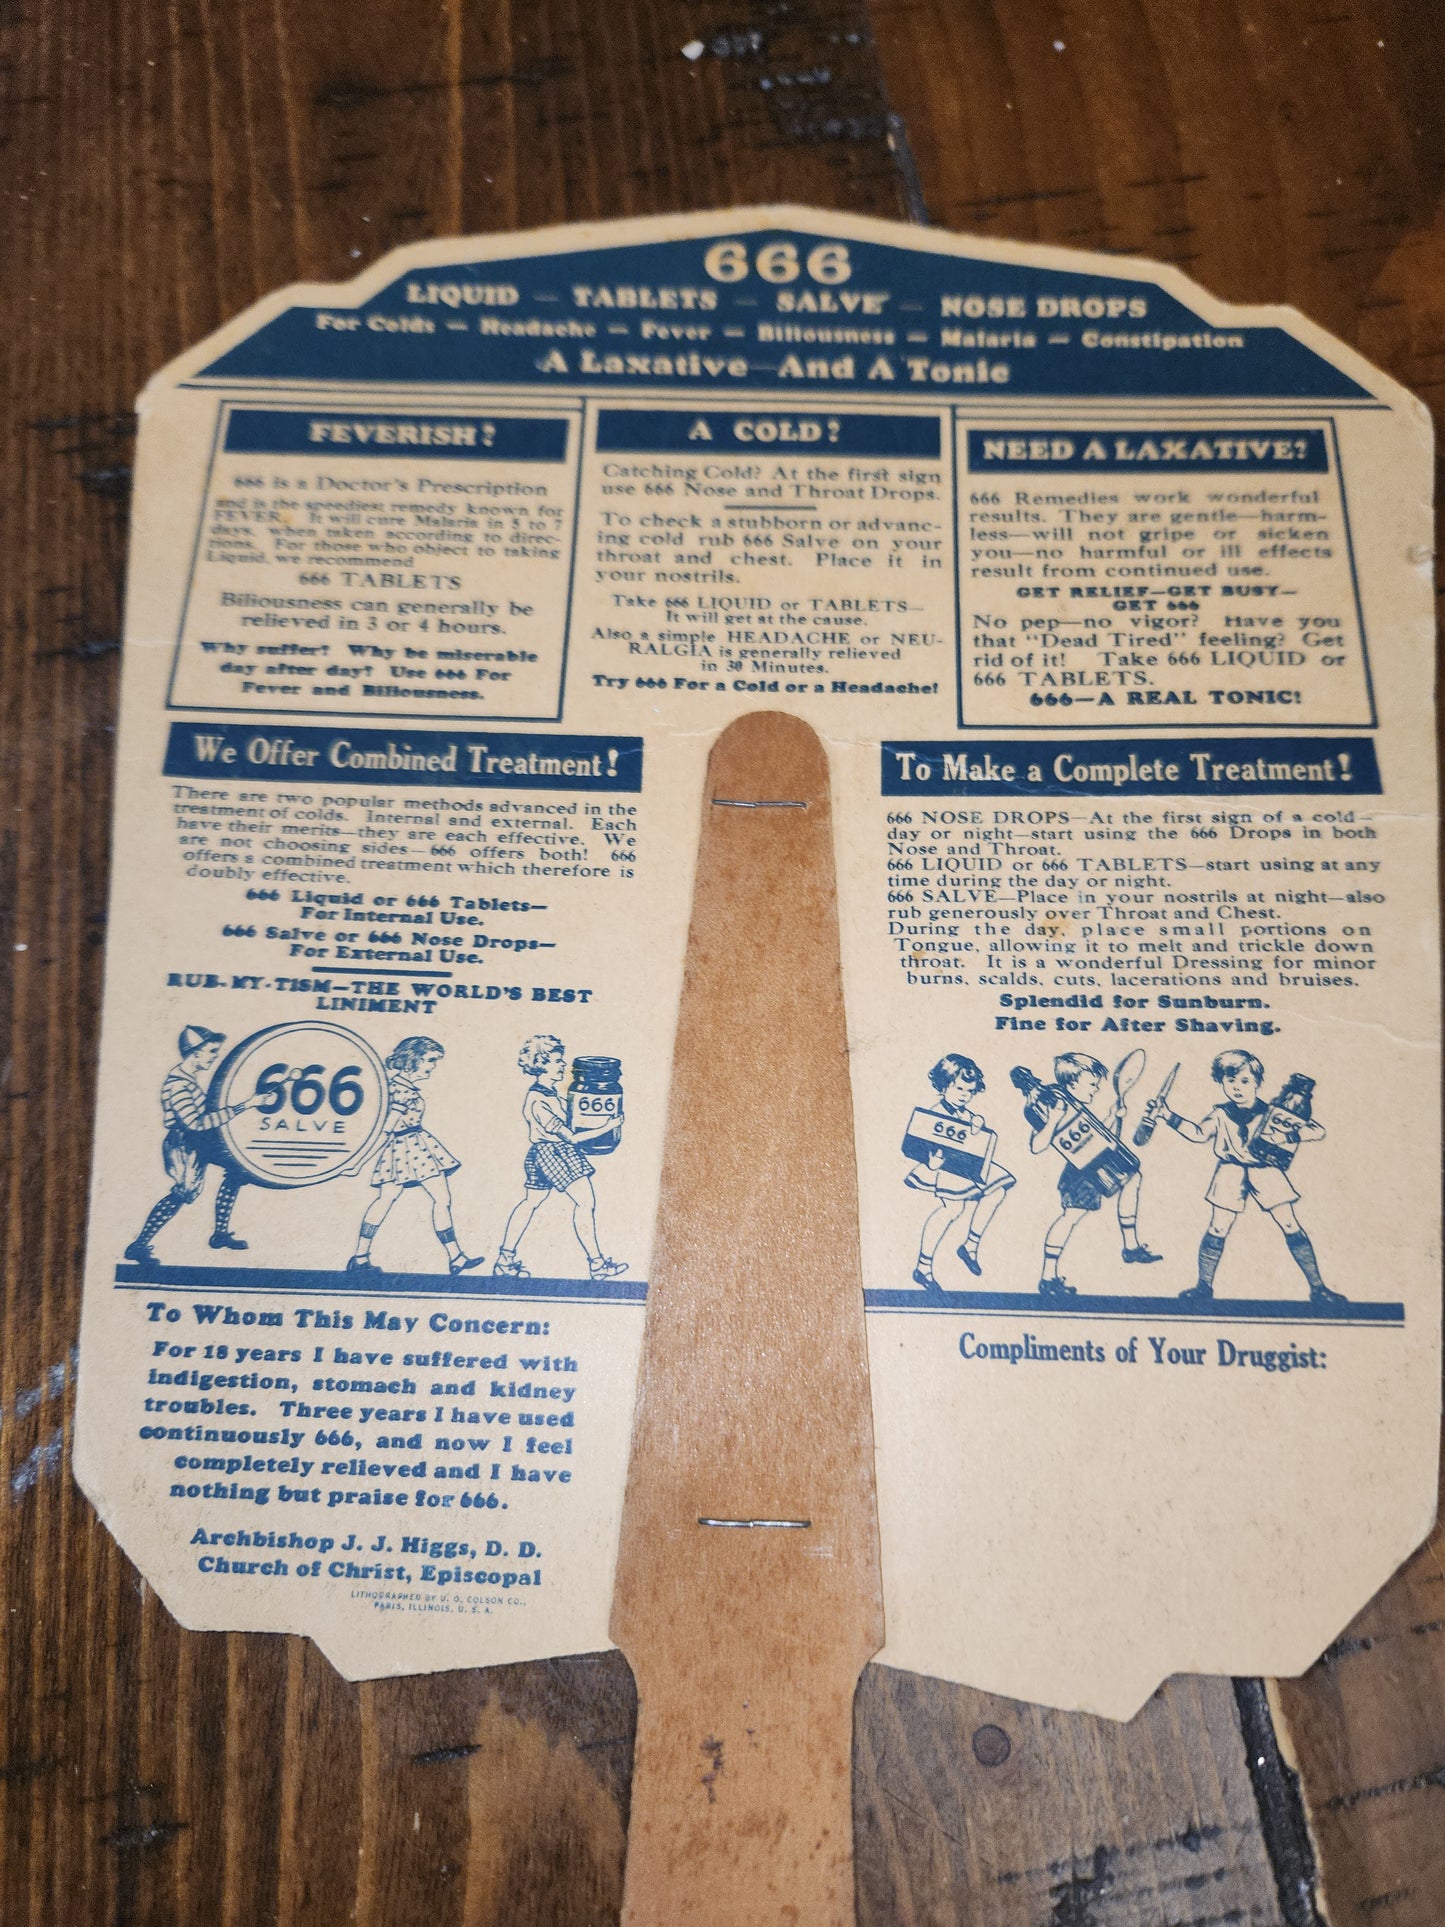 666
LIQUID — TABLETS — SALVE — NOSE DROPS
For Colds — Headache — Fever — Biliousness — Malaria — Constipation
A Laxative—And A Tonic
FEVERISH?
666 is a Doctor's Prescription
and is the speediest remedy known for
FEVER. It will cure Malaria in 5 to 7
days, when taken according to direc-
tions. For those who object to taking
Liquid, we recommend
666 TABLETS
Biliousness can generally be
relieved in 3 or 4 hours.
Why suffer? Why be miserable
day after day? Use 666 For
Fever and Biliousness.
A COLD?
Catching Cold? At the first sign
use 666 Nose and Throat Drops.
To check a stubborn or advanc-
ing cold rub 666 Salve on your
throat and chest. Place it in
your nostrils.
Take 666 LIQUID or TABLETS—
It will get at the cause.
Also a simple HEADACHE or NEU-
RALGIA is generally relieved
in 30 Minutes.
Try 666 For a Cold or a Headache!
NEED A LAXATIVE?
666 Remedies work wonderful
results. They are gentle—harm-
less—will not gripe or sicken
you—no harmful or ill effects
result from continued use.
GET RELIEF—GET BUSY—
GET 666
No pep—no vigor? Have you
that "Dead Tired" feeling? Get
rid of it! Take 666 LIQUID or
666 TABLETS.
666—A REAL TONIC!
We Offer Combined Treatment!
There are two popular methods advanced in the
treatment of colds. Internal and external. Each
have their merits—they are each effective. We
are not choosing sides—666 offers both! 666
offers a combined treatment which therefore is
doubly effective.
666 Liquid or 666 Tablets—
For Internal Use.
666 Salve or 666 Nose Drops—
For External Use.
RUB-MY-TISM—THE WORLD'S BEST
LINIMENT
666
SALVE
666
To Make a Complete Treatment!
666 NOSE DROPS—At the first sign of a cold—
day or night—start using the 666 Drops in both
Nose and Throat.
666 LIQUID or 666 TABLETS—start using at any
time during the day or night.
666 SALVE—Place in your nostrils at night—also
rub generously over Throat and Chest.
During the day, place small portions on
Tongue, allowing it to melt and trickle down
throat. It is a wonderful Dressing for minor
burns, scalds, cuts, lacerations and bruises.
Splendid for Sunburn.
Fine for After Shaving.
666
666
666
To Whom This May Concern:
For 18 years I have suffered with
indigestion, stomach and kidney
troubles. Three years I have used
continuously 666, and now I feel
completely relieved and I have
nothing but praise for 666.
Archbishop J. J. Higgs, D. D.
Church of Christ, Episcopal
LITHOGRAPHED BY U. O. COLSON CO.,
PARIS, ILLINOIS, U. S. A.
Compliments of Your Druggist: